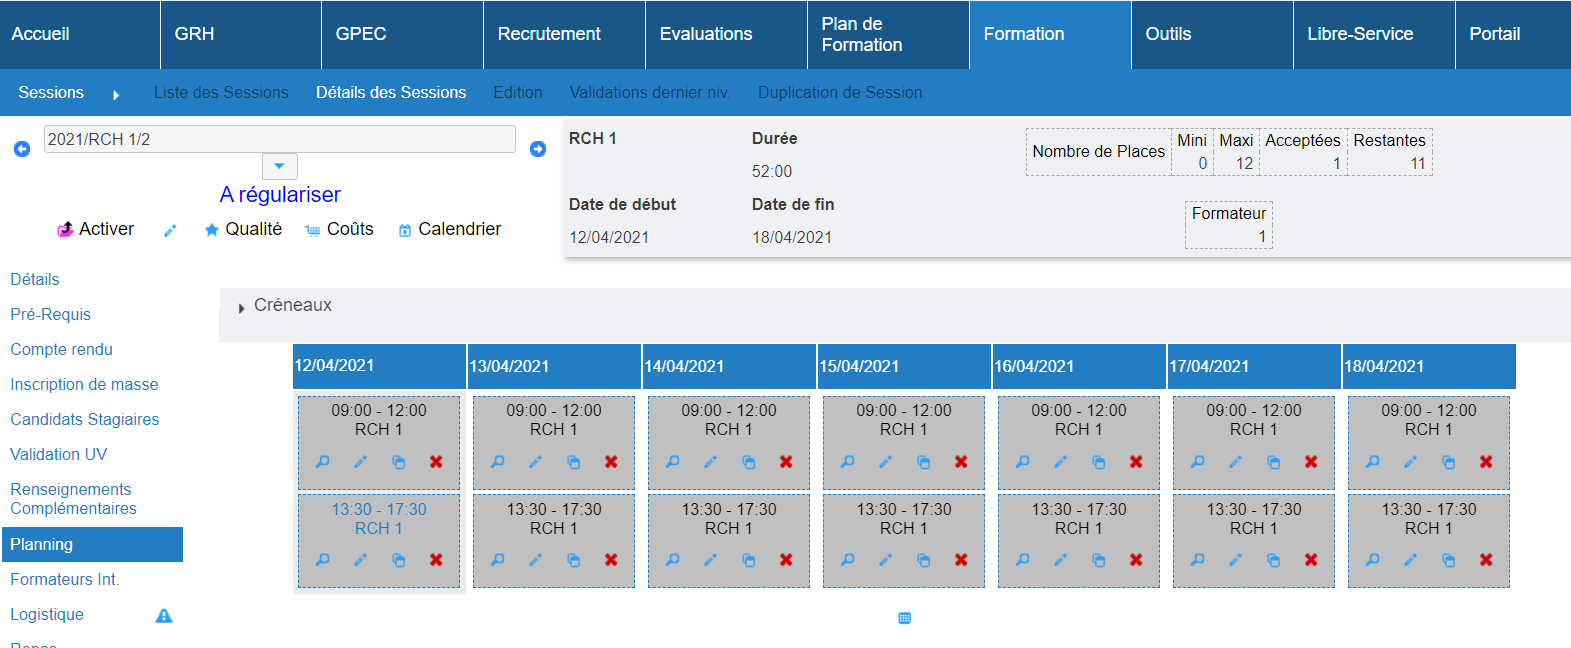 Accueil
GRH
GPEC
Recrutement
Evaluations
Plan de
Formation
Formation
Outils
Libre-Service
Portail
Sessions
Liste des Sessions
Détails des Sessions
Edition
Validations dernier niv.
Duplication de Session
2021/RCH 1/2
A régulariser
Activer
Qualité
Coûts
Calendrier
RCH 1
Durée
52:00
Date de début
Date de fin
12/04/2021
18/04/2021
Nombre de Places
Mini
Maxi
Acceptées
Restantes
0
12
1
11
Formateur
1
Détails
Pré-Requis
Compte rendu
Inscription de masse
Candidats Stagiaires
Validation UV
Renseignements
Complémentaires
Planning
Formateurs Int.
Logistique
Créneaux
12/04/2021
13/04/2021
14/04/2021
15/04/2021
16/04/2021
17/04/2021
18/04/2021
09:00 - 12:00
RCH 1
09:00 - 12:00
RCH 1
09:00 - 12:00
RCH 1
09:00 - 12:00
RCH 1
09:00 - 12:00
RCH 1
09:00 - 12:00
RCH 1
09:00 - 12:00
RCH 1
13:30 - 17:30
RCH 1
13:30 - 17:30
RCH 1
13:30 - 17:30
RCH 1
13:30 - 17:30
RCH 1
13:30 - 17:30
RCH 1
13:30 - 17:30
RCH 1
13:30 - 17:30
RCH 1